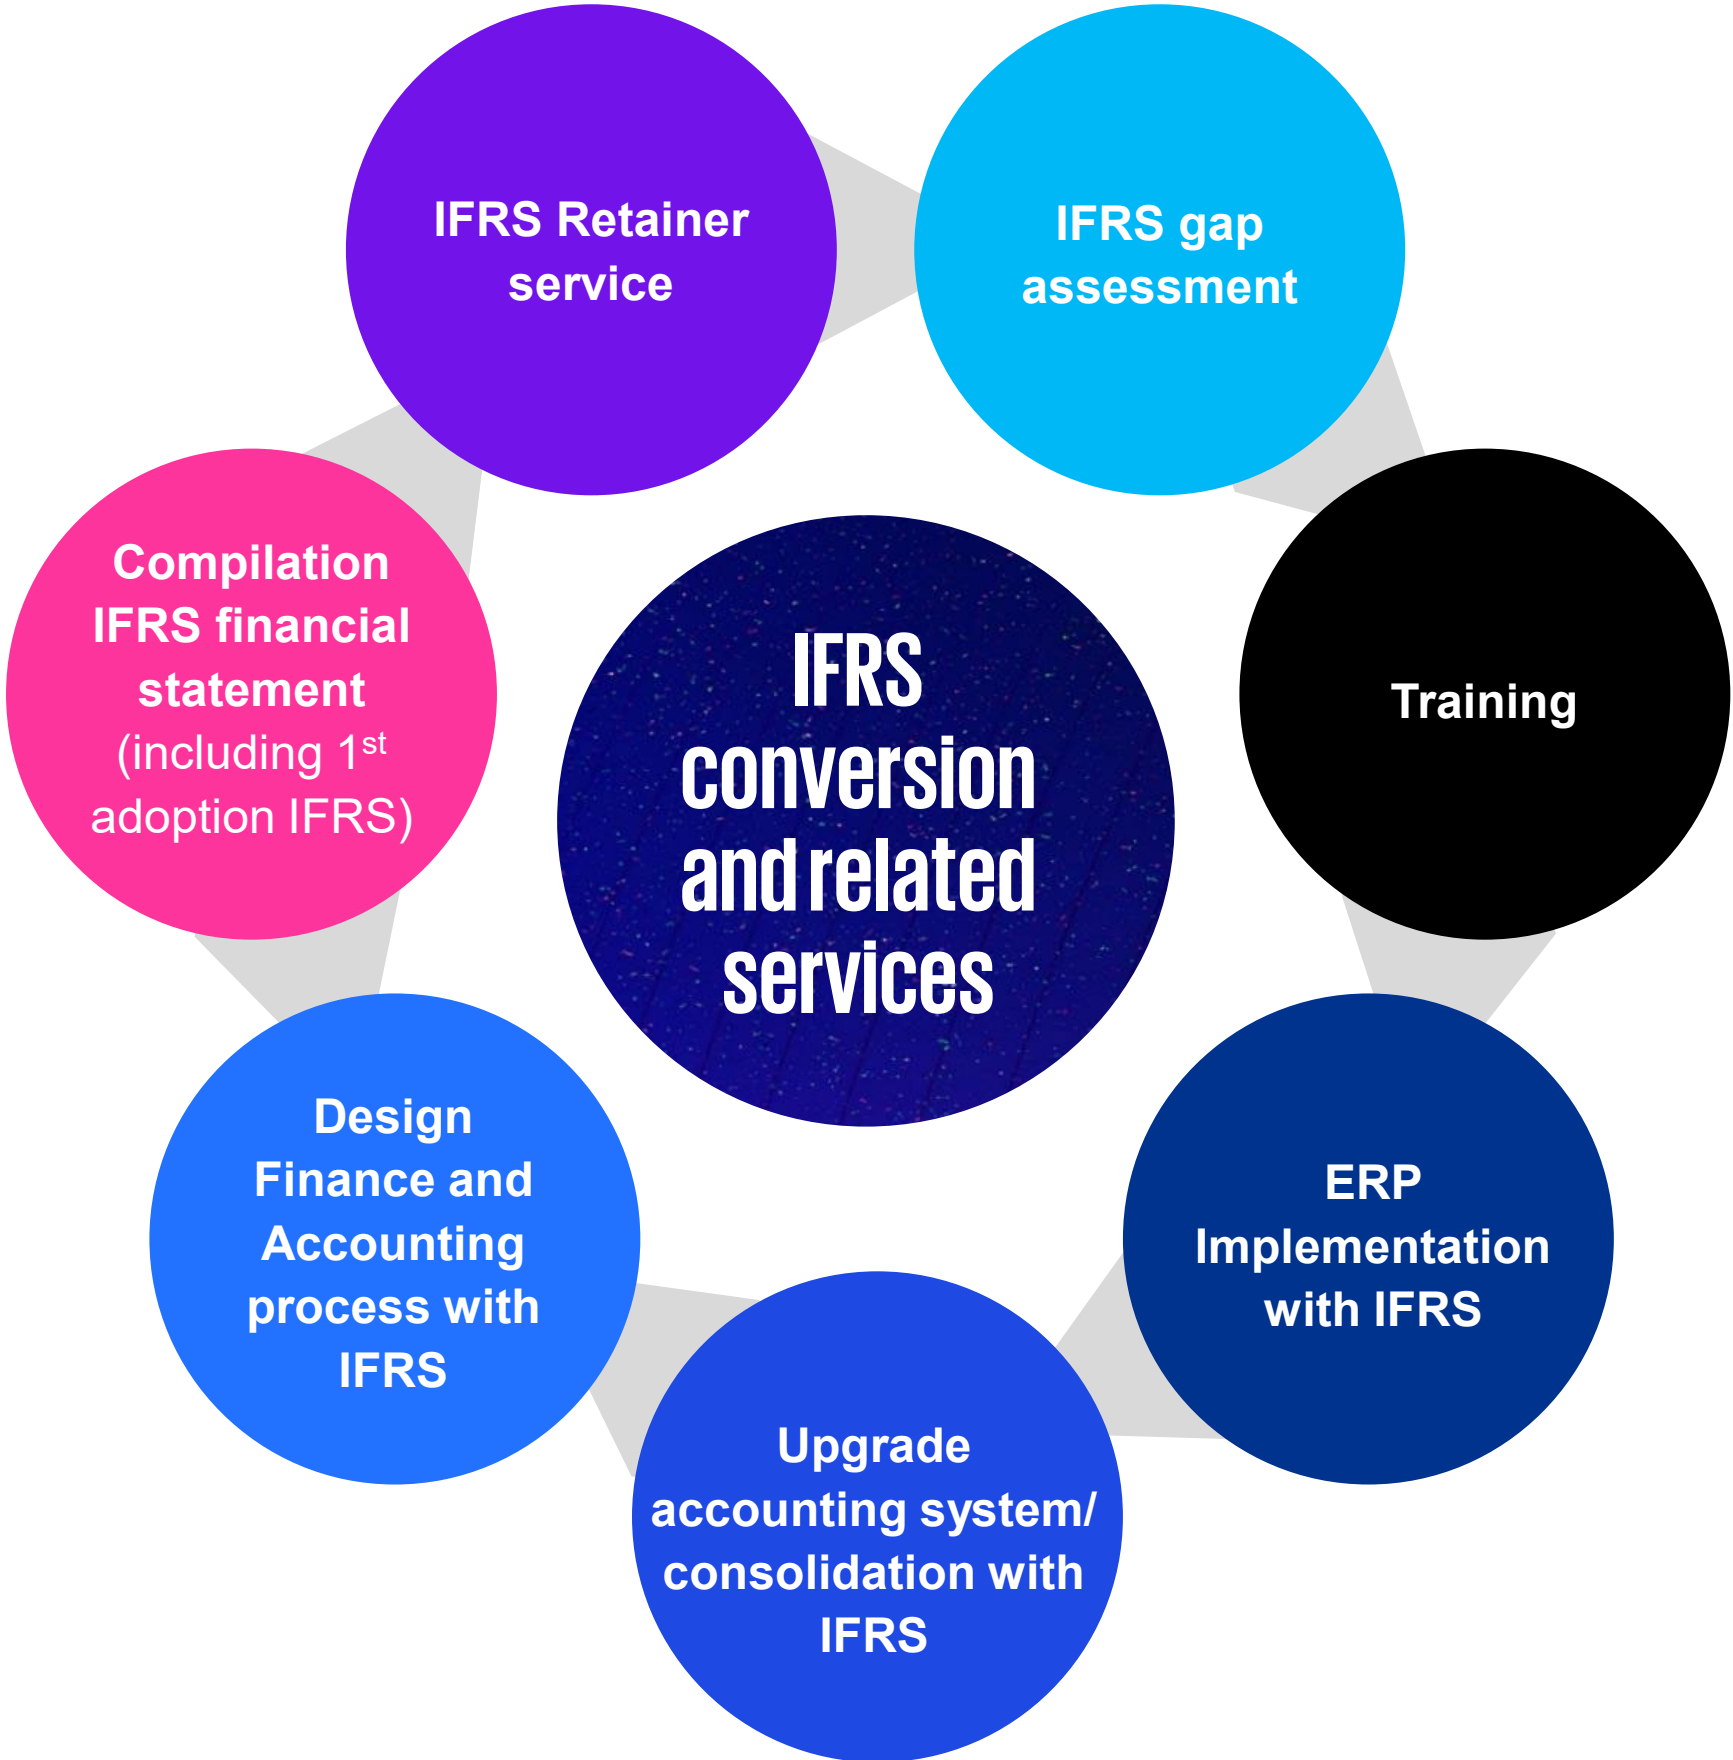 IFRS Retainer
service
IFRS gap
assessment
Compilation
IFRS financial
statement
(including 1st
adoption IFRS)
IFRS
conversion
and related
services
Training
Design
Finance and
Accounting
process with
IFRS
ERP
Implementation
with IFRS
Upgrade
accounting system/
consolidation with
IFRS